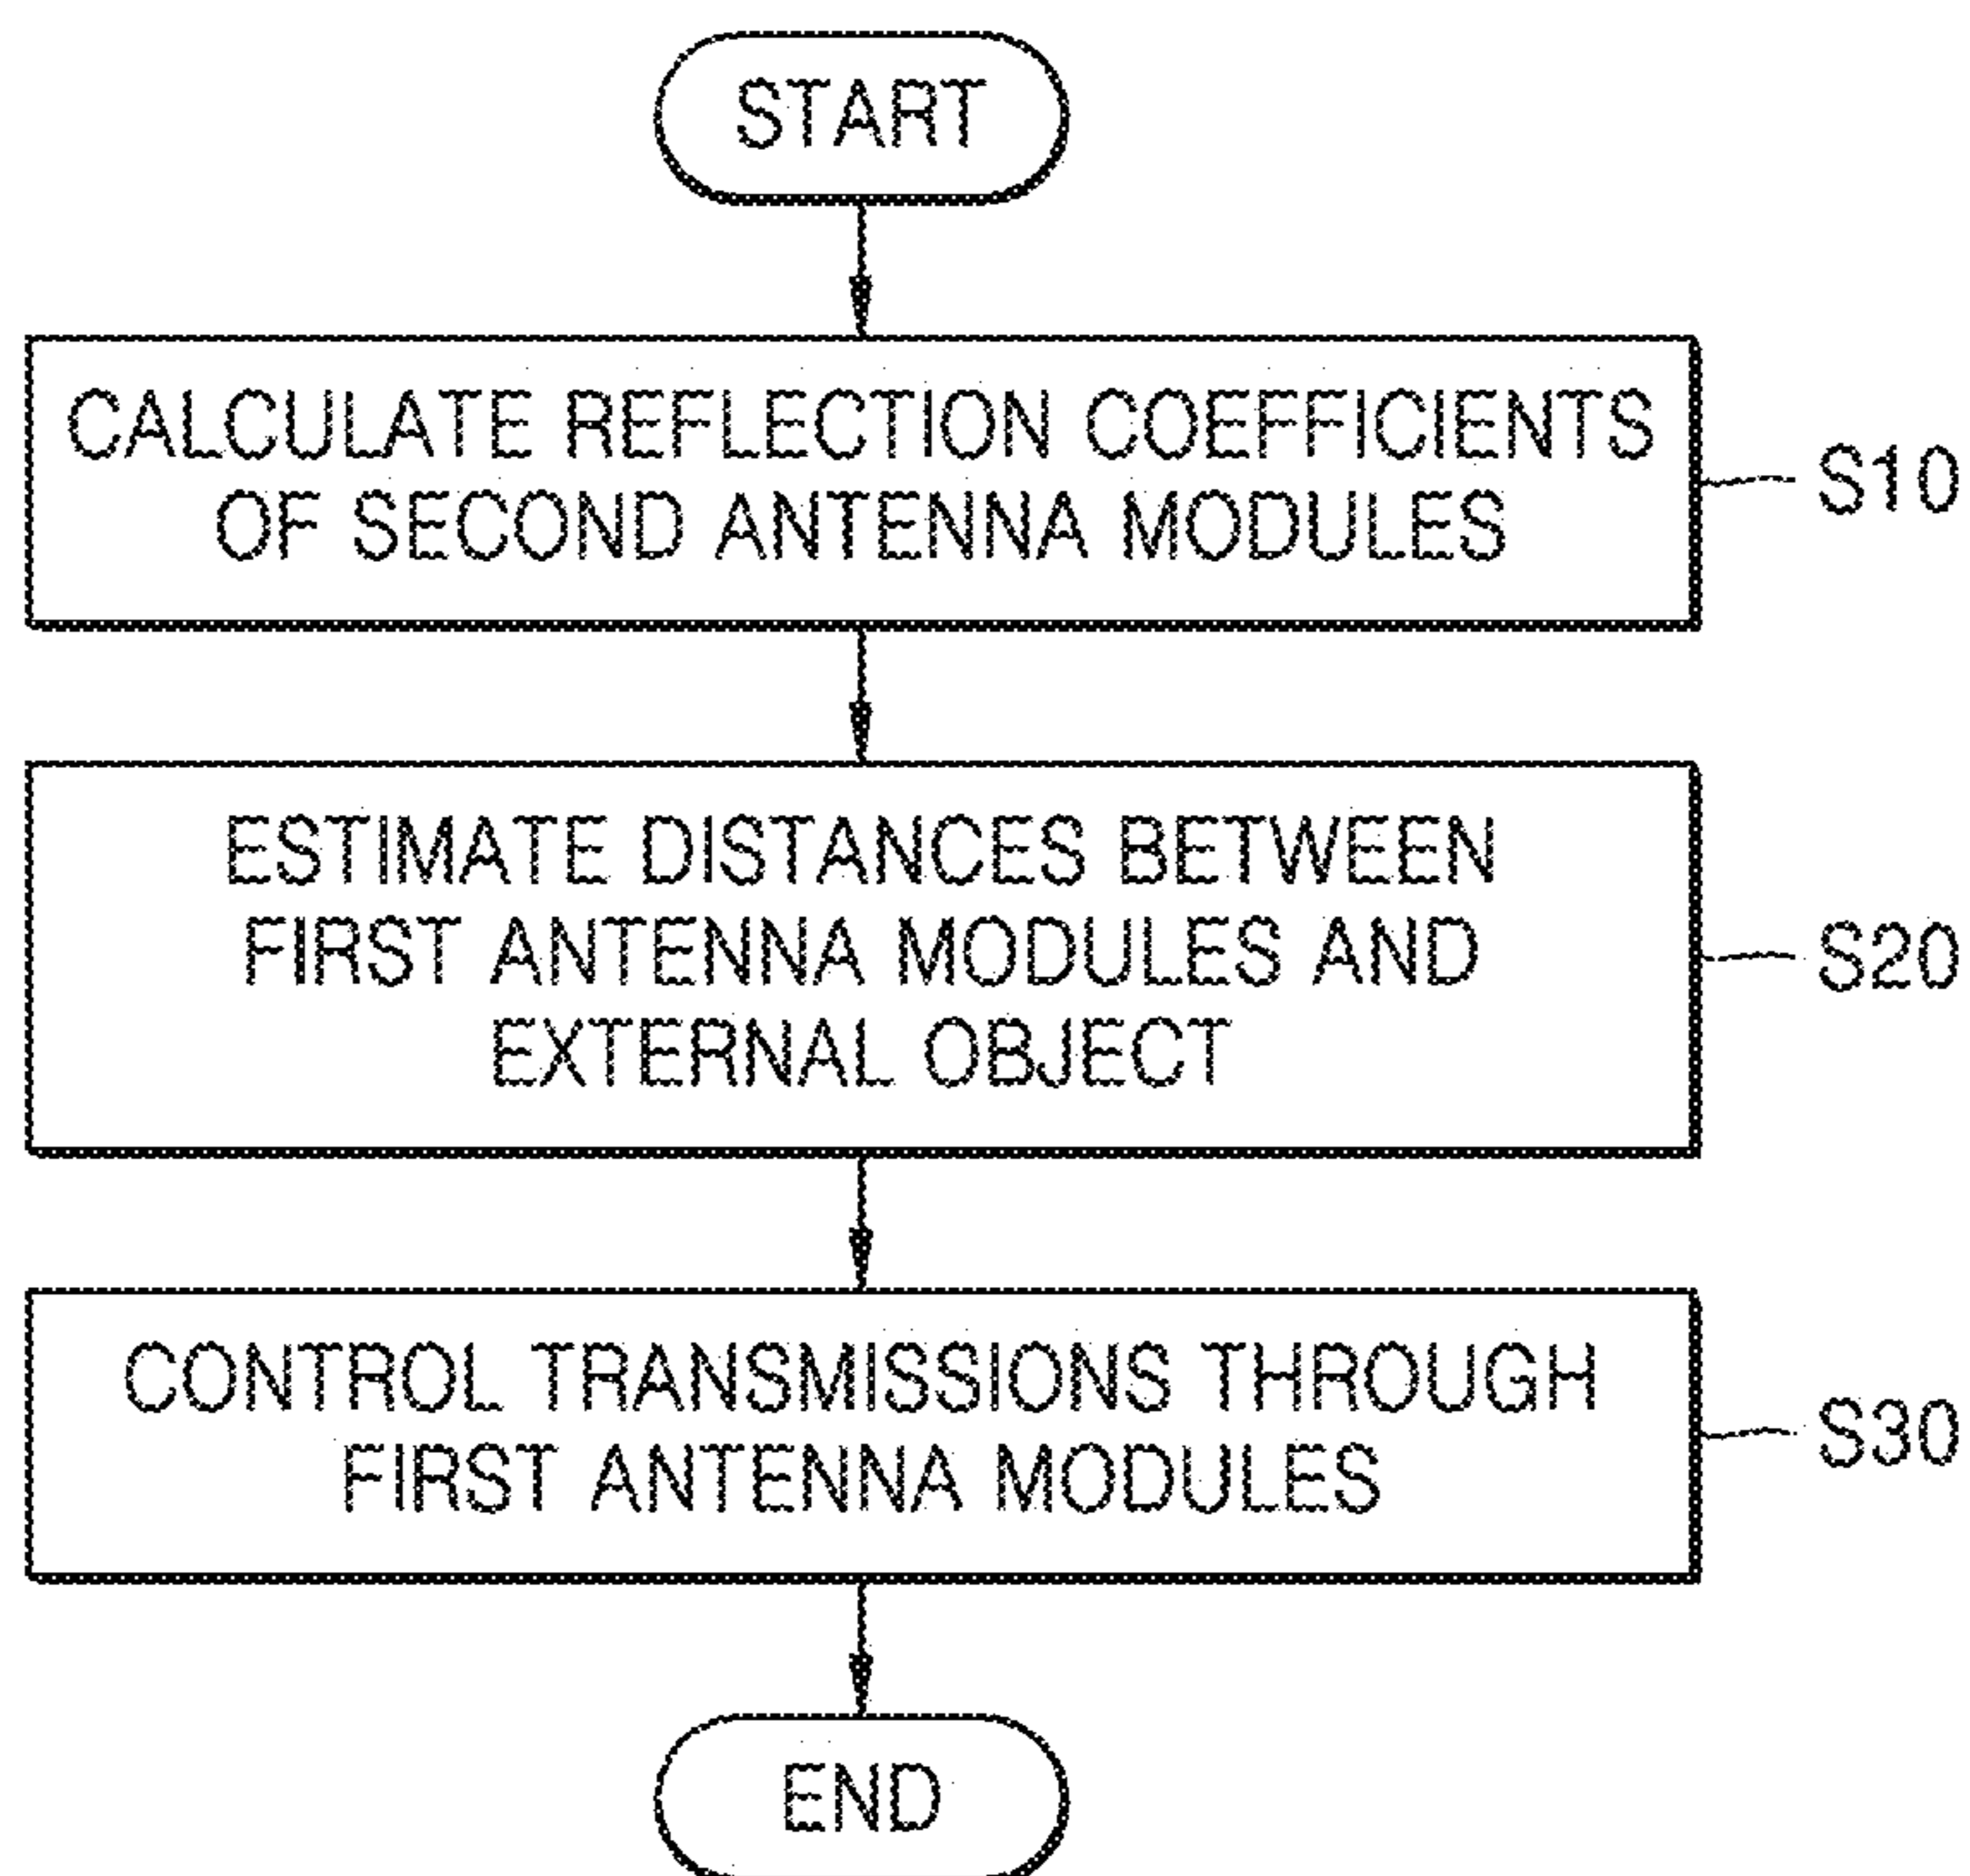 START
CALCULATE REFLECTION COEFFICIENTS
OF SECOND ANTENNA MODULES
S10
ESTIMATE DISTANCES BETWEEN
FIRST ANTENNA MODULES AND
EXTERNAL OBJECT
S20
CONTROL TRANSMISSIONS THROUGH
FIRST ANTENNA MODULES
S30
END